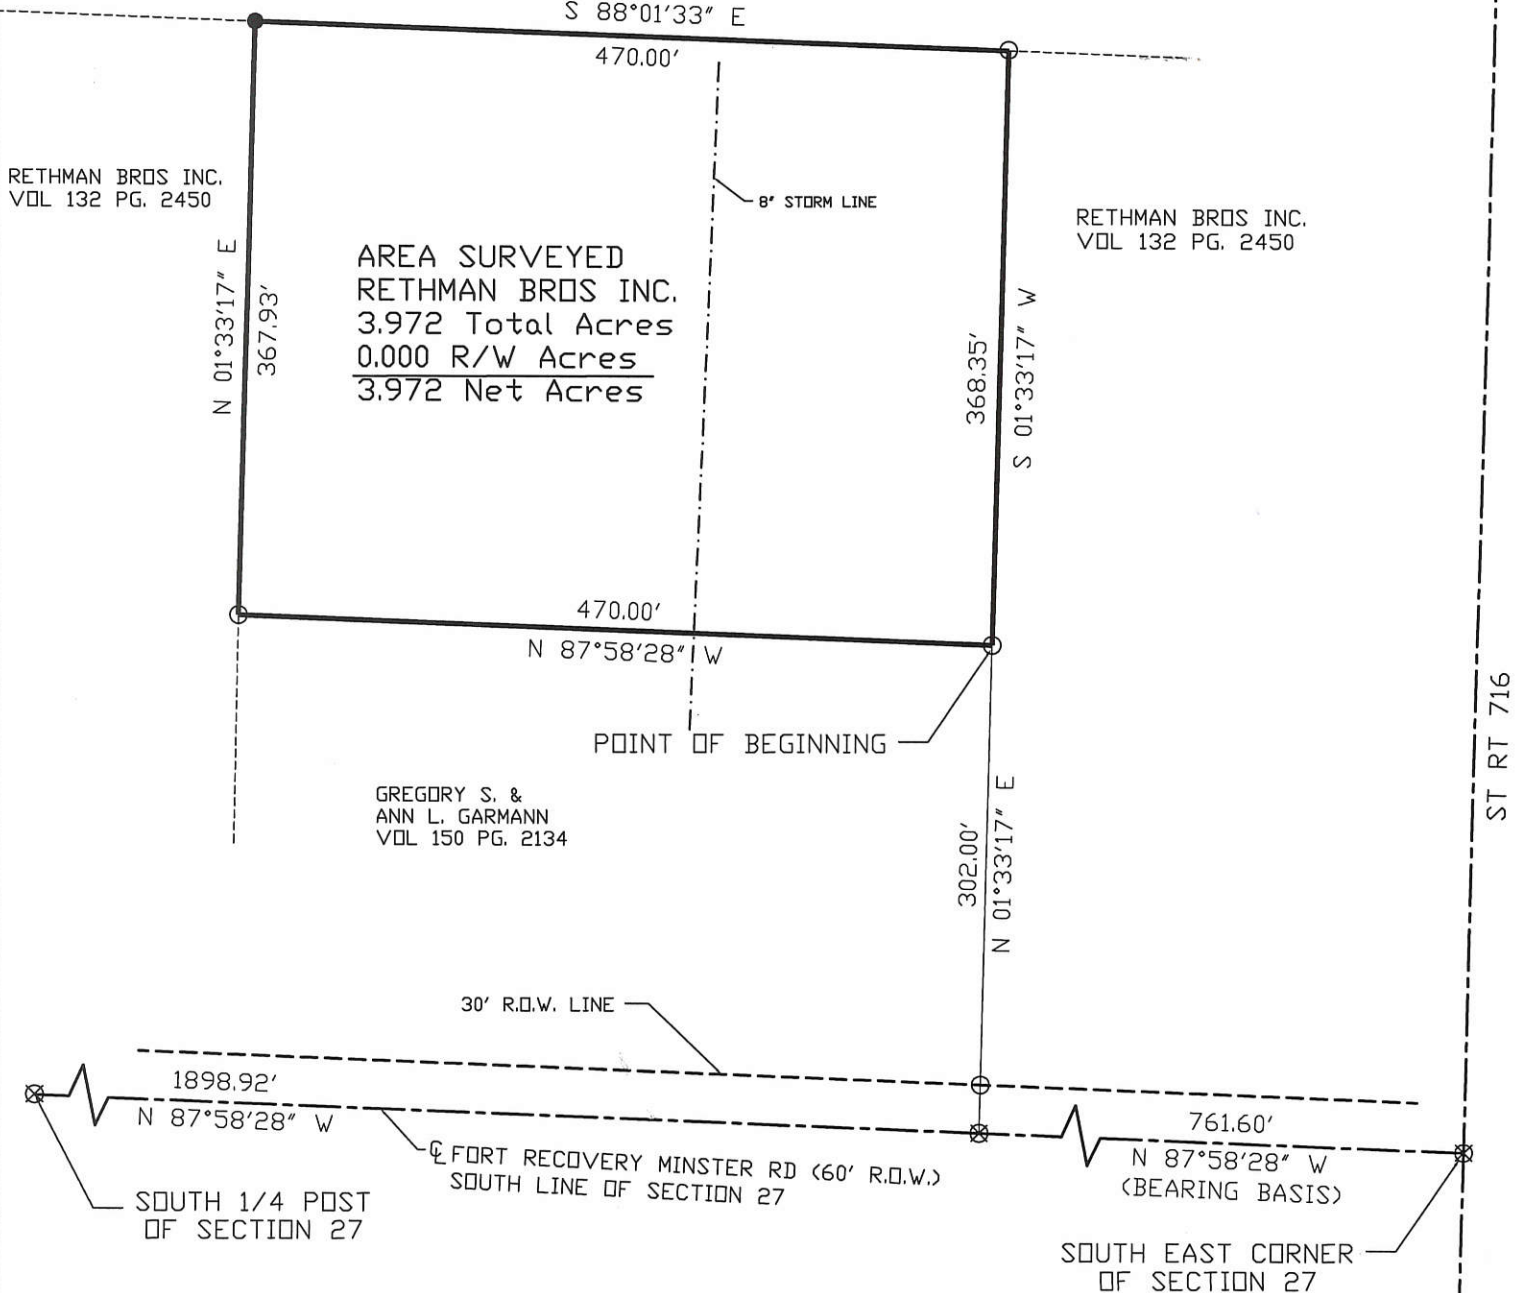 S 88°01'33" E
470.00'
RETHMAN BROS INC.
VOL 132 PG. 2450
8" STORM LINE
RETHMAN BROS INC.
VOL 132 PG. 2450
N 01°33'17" E
367.93'
AREA SURVEYED
RETHMAN BROS INC.
3.972 Total Acres
0.000 R/W Acres
3.972 Net Acres
368.35'
S 01°33'17" W
470.00'
N 87°58'28" W
POINT OF BEGINNING
ST RT 716
GREGORY S. &
ANN L. GARMANN
VOL 150 PG. 2134
302.00'
N 01°33'17" E
30' R.O.W. LINE
1898.92'
N 87°58'28" W
761.60'
N 87°58'28" W
(BEARING BASIS)
℄ FORT RECOVERY MINSTER RD (60' R.O.W.)
SOUTH LINE OF SECTION 27
SOUTH 1/4 POST
OF SECTION 27
SOUTH EAST CORNER
OF SECTION 27